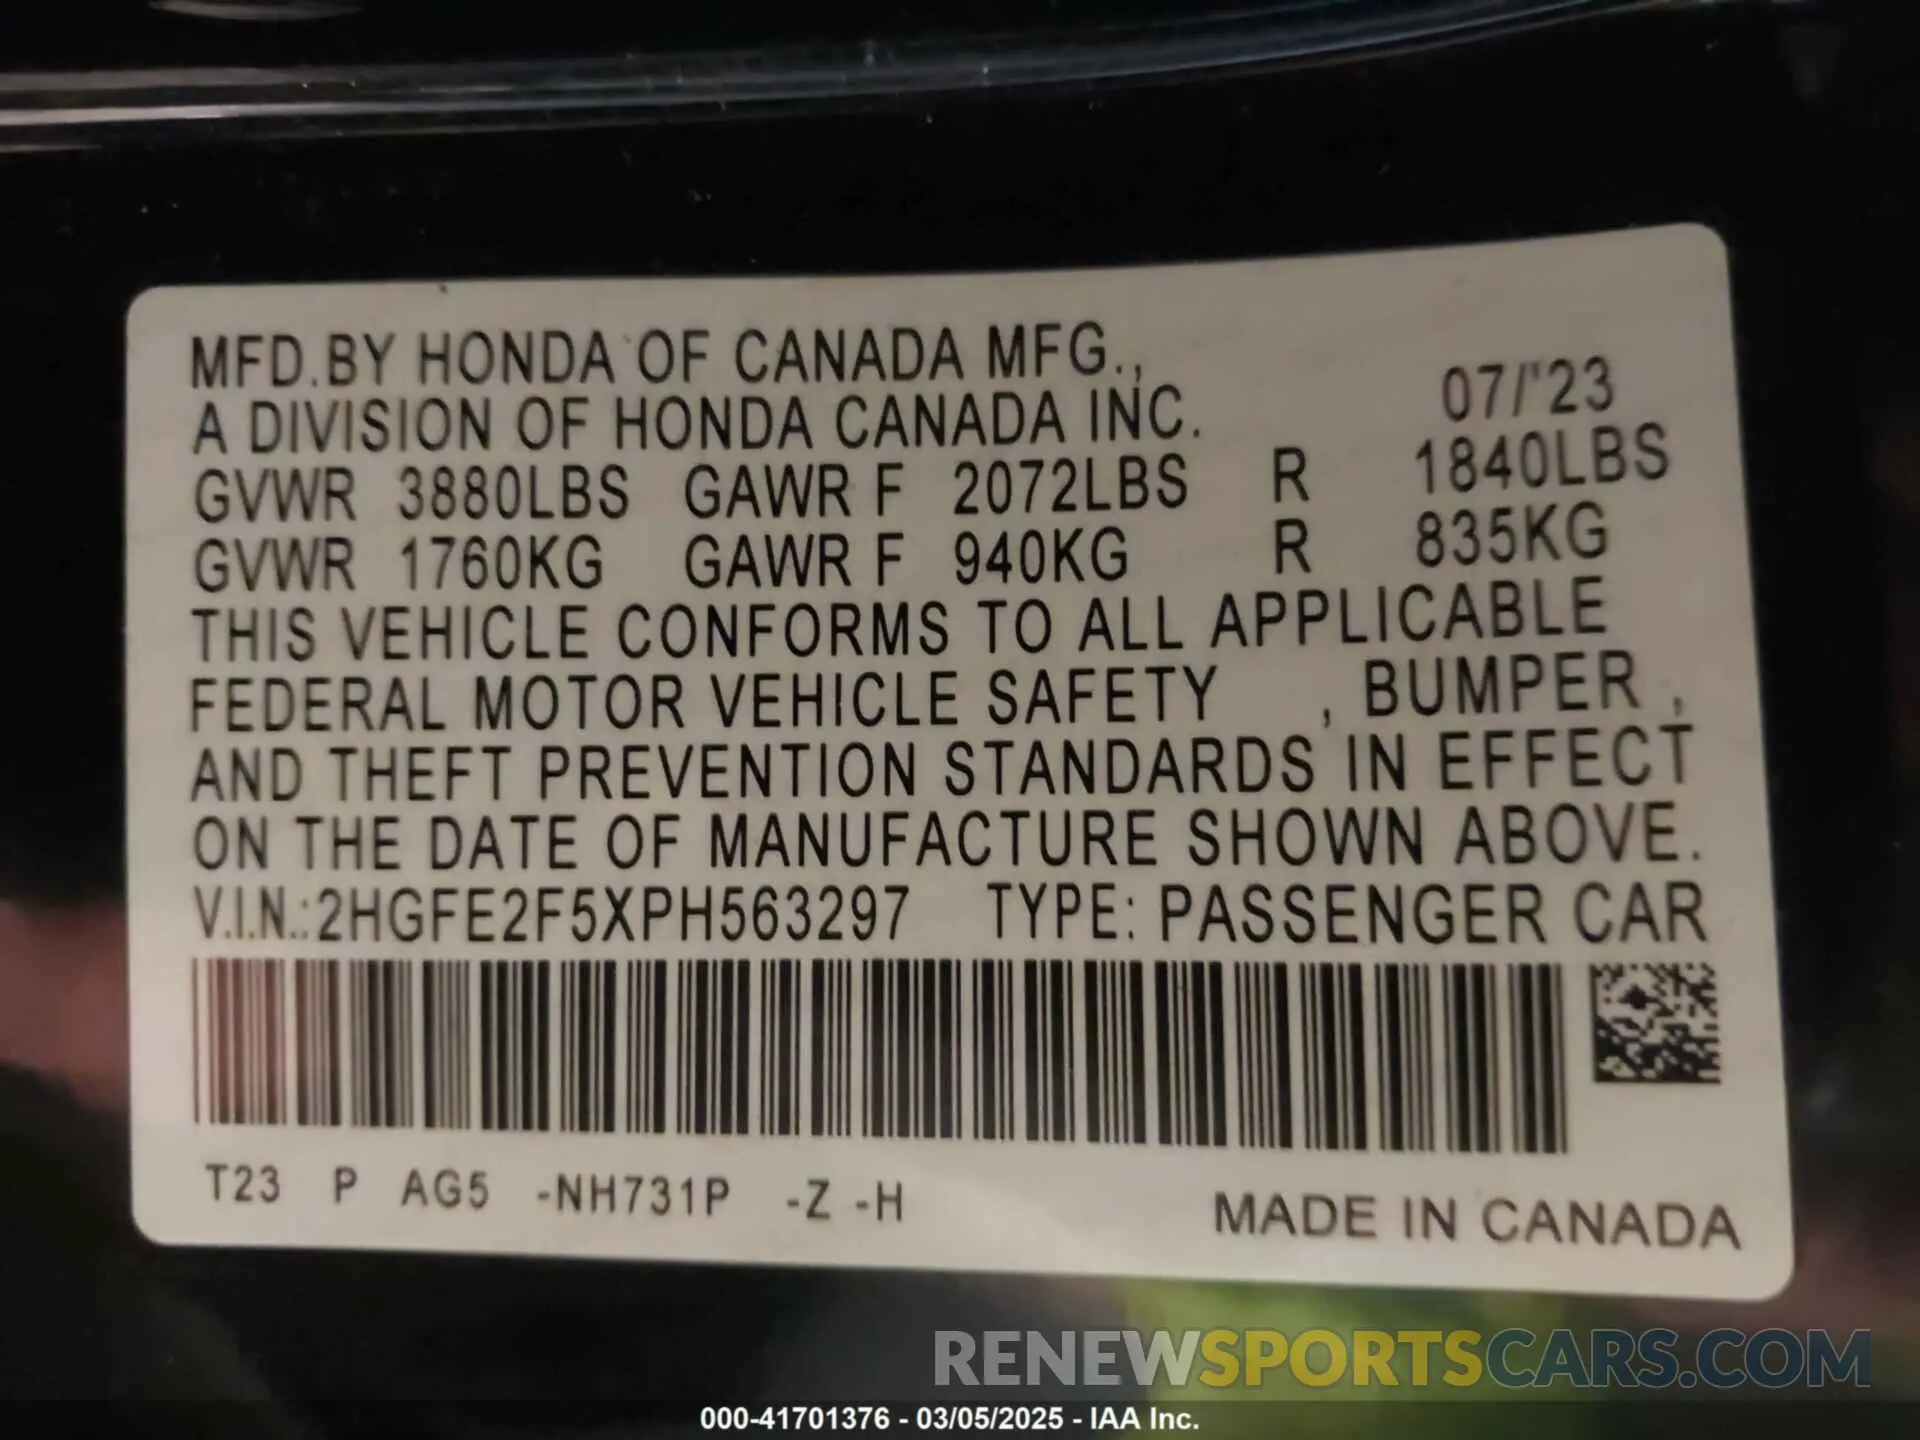 MFD.BY HONDA OF CANADA MFG.,
A DIVISION OF HONDA CANADA INC. 07/'23
GVWR 3880LBS GAWR F 2072LBS R 1840LBS
GVWR 1760KG GAWR F 940KG R 835KG
THIS VEHICLE CONFORMS TO ALL APPLICABLE
FEDERAL MOTOR VEHICLE SAFETY , BUMPER ,
AND THEFT PREVENTION STANDARDS IN EFFECT
ON THE DATE OF MANUFACTURE SHOWN ABOVE.
V.I.N.:2HGFE2F5XPH563297 TYPE: PASSENGER CAR
T23 P AG5 -NH731P -Z -H MADE IN CANADA
RENEWSPORTSCARS.COM
000-41701376 - 03/05/2025 - IAA Inc.